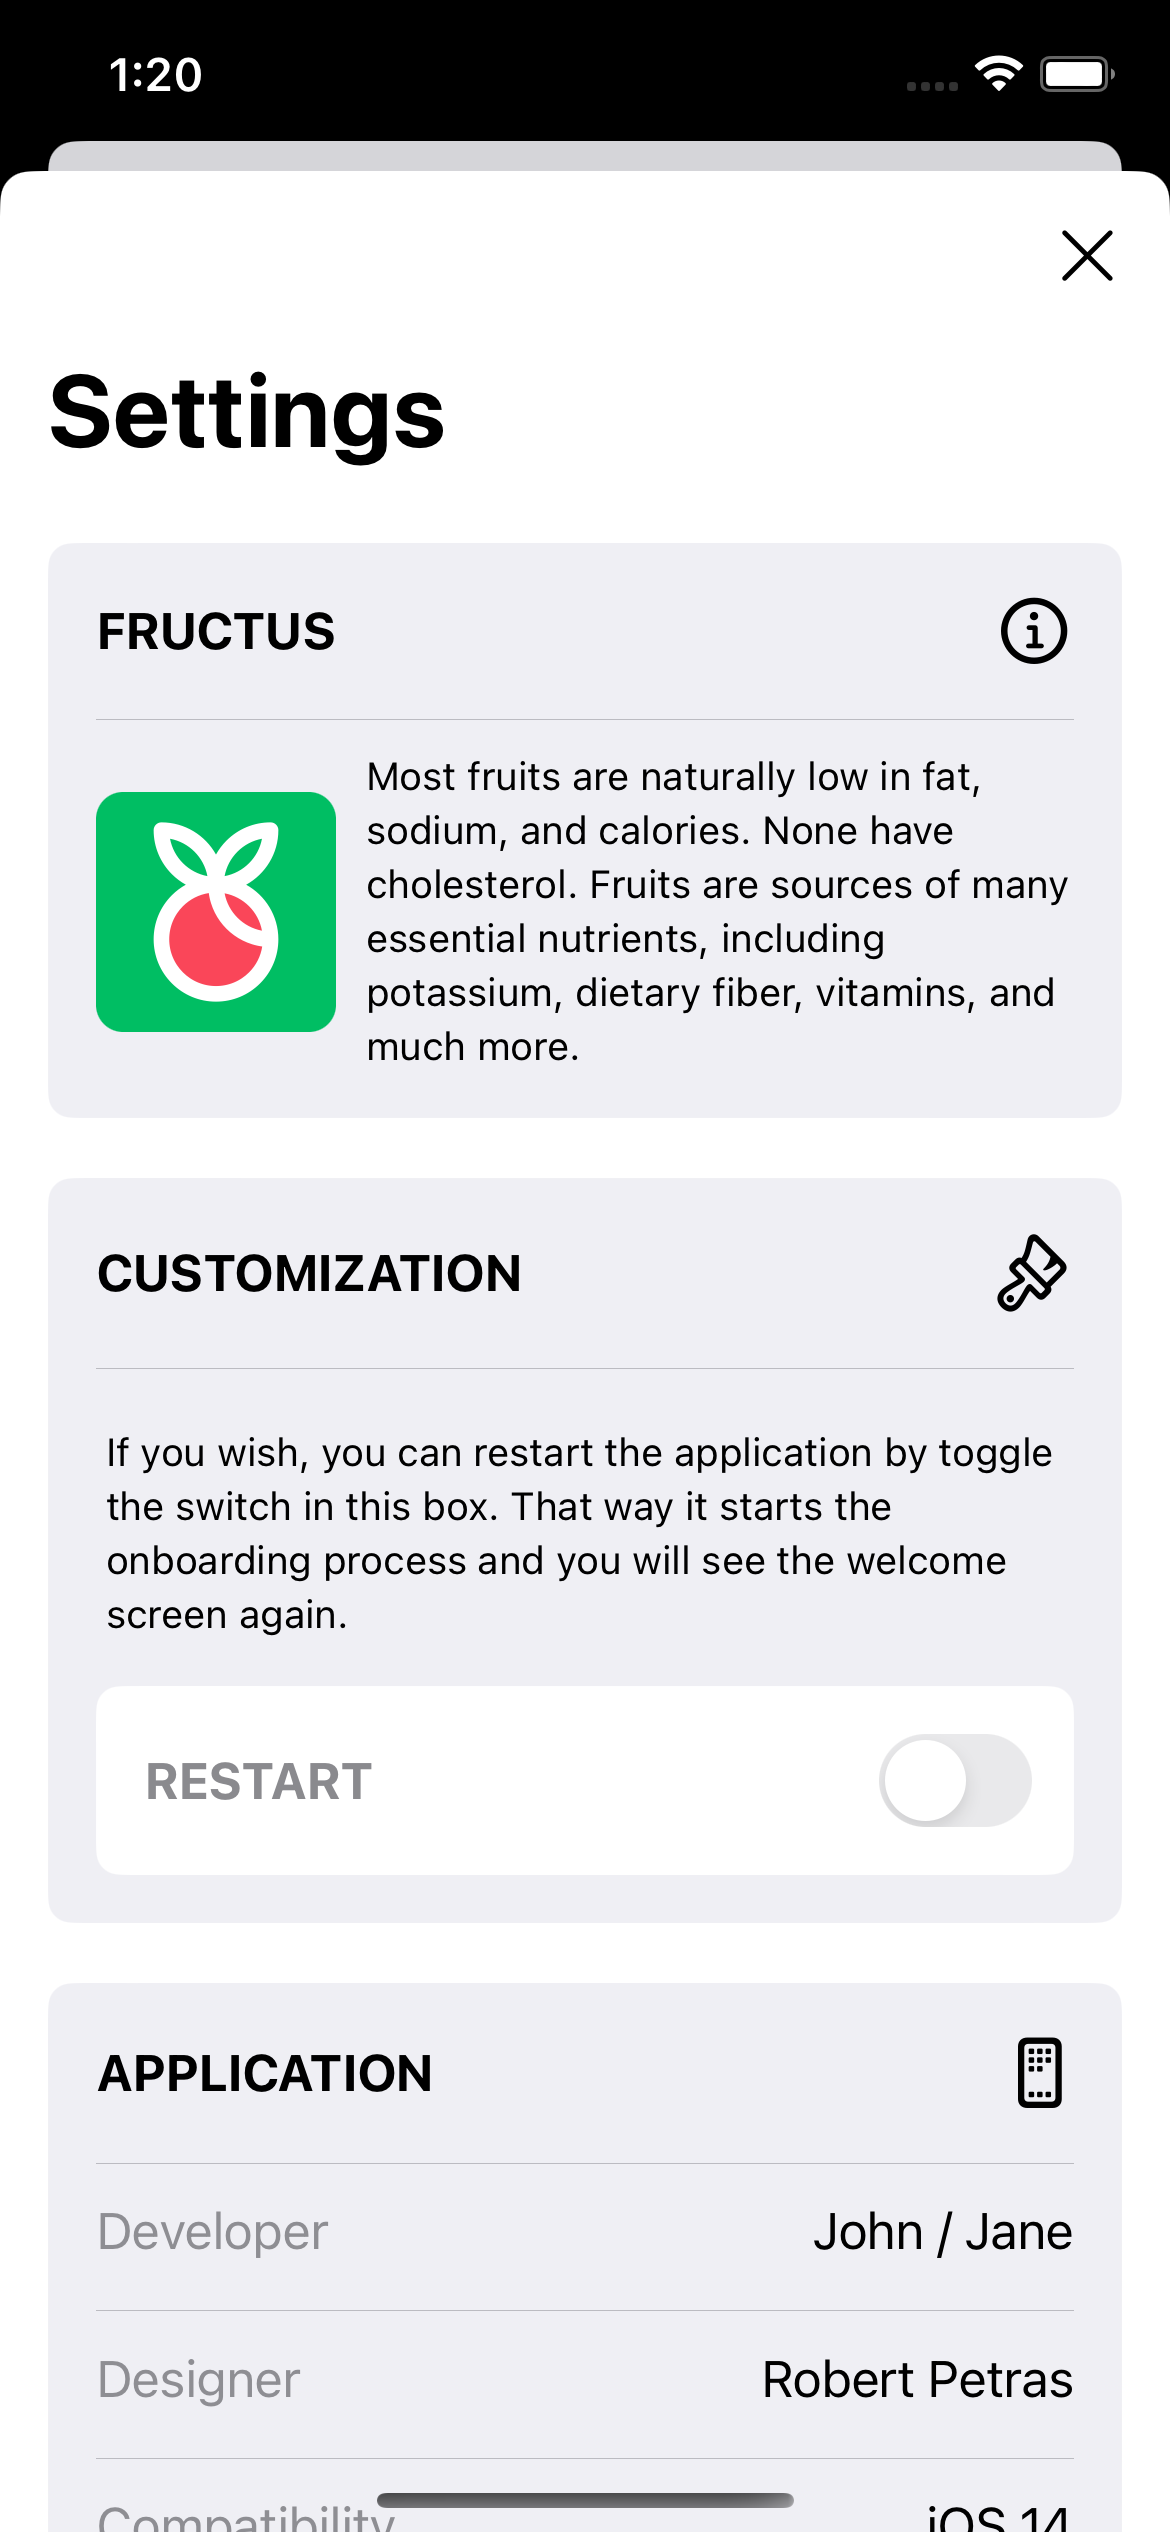 1:20
Settings
FRUCTUS
Most fruits are naturally low in fat,
sodium, and calories. None have
cholesterol. Fruits are sources of many
essential nutrients, including
potassium, dietary fiber, vitamins, and
much more.
CUSTOMIZATION
If you wish, you can restart the application by toggle
the switch in this box. That way it starts the
onboarding process and you will see the welcome
screen again.
RESTART
APPLICATION
Developer John / Jane
Designer Robert Petras
Compatibility iOS 14